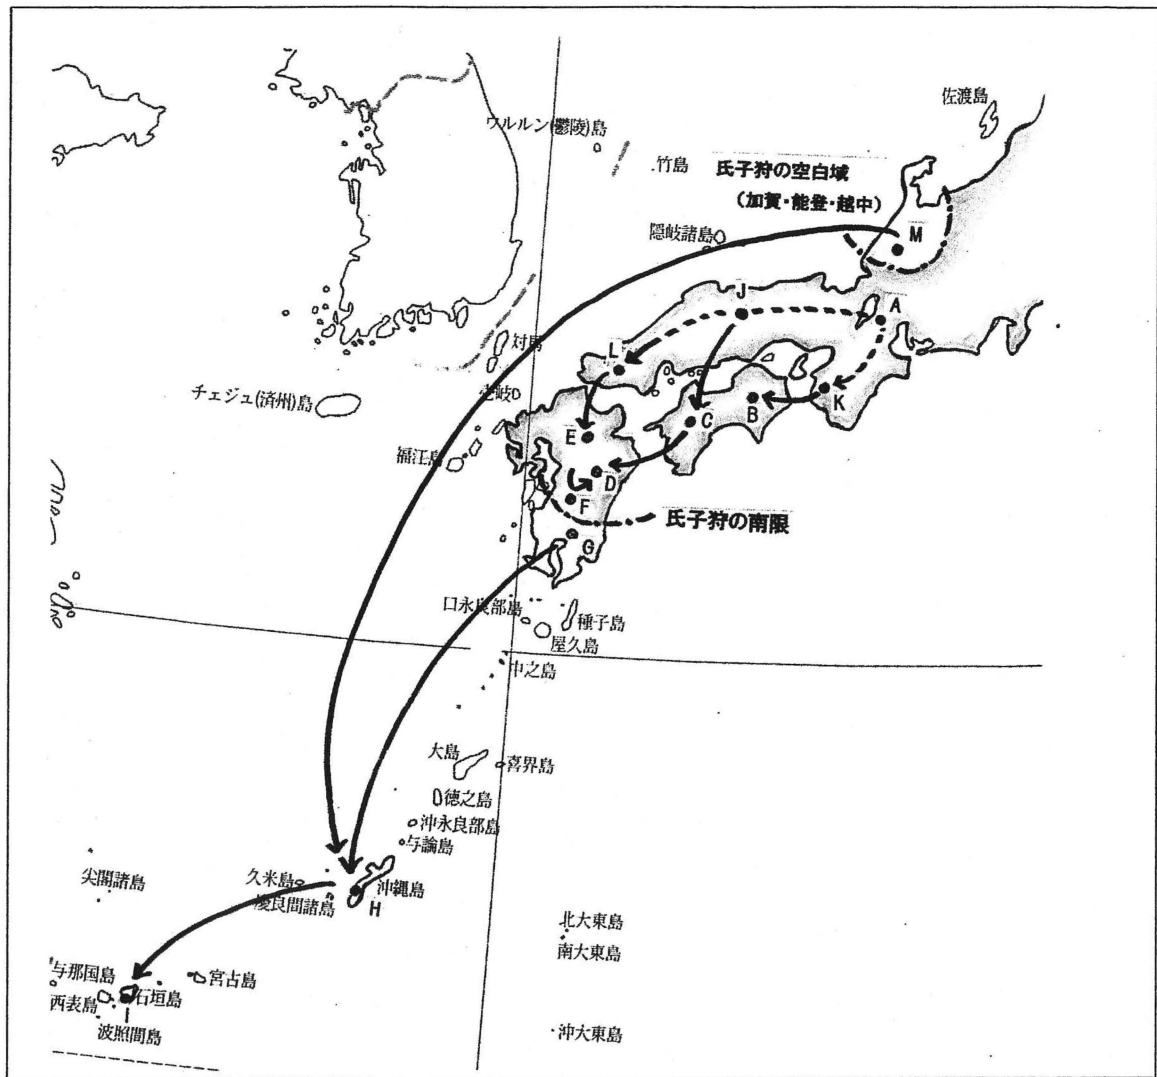 佐渡島
ウルルン(鬱陵)島
竹島
氏子狩の空白域
(加賀・能登・越中)
隠岐諸島
M
J
A
対馬
L
チェジュ(済州)島
壱岐
K
B
C
福江島
E
D
F
氏子狩の南限
G
口永良部島
種子島
屋久島
中之島
大島
喜界島
徳之島
沖永良部島
与論島
尖閣諸島
久米島
沖縄島
慶良間諸島
H
北大東島
南大東島
与那国島
宮古島
石垣島
西表島
波照間島
沖大東島